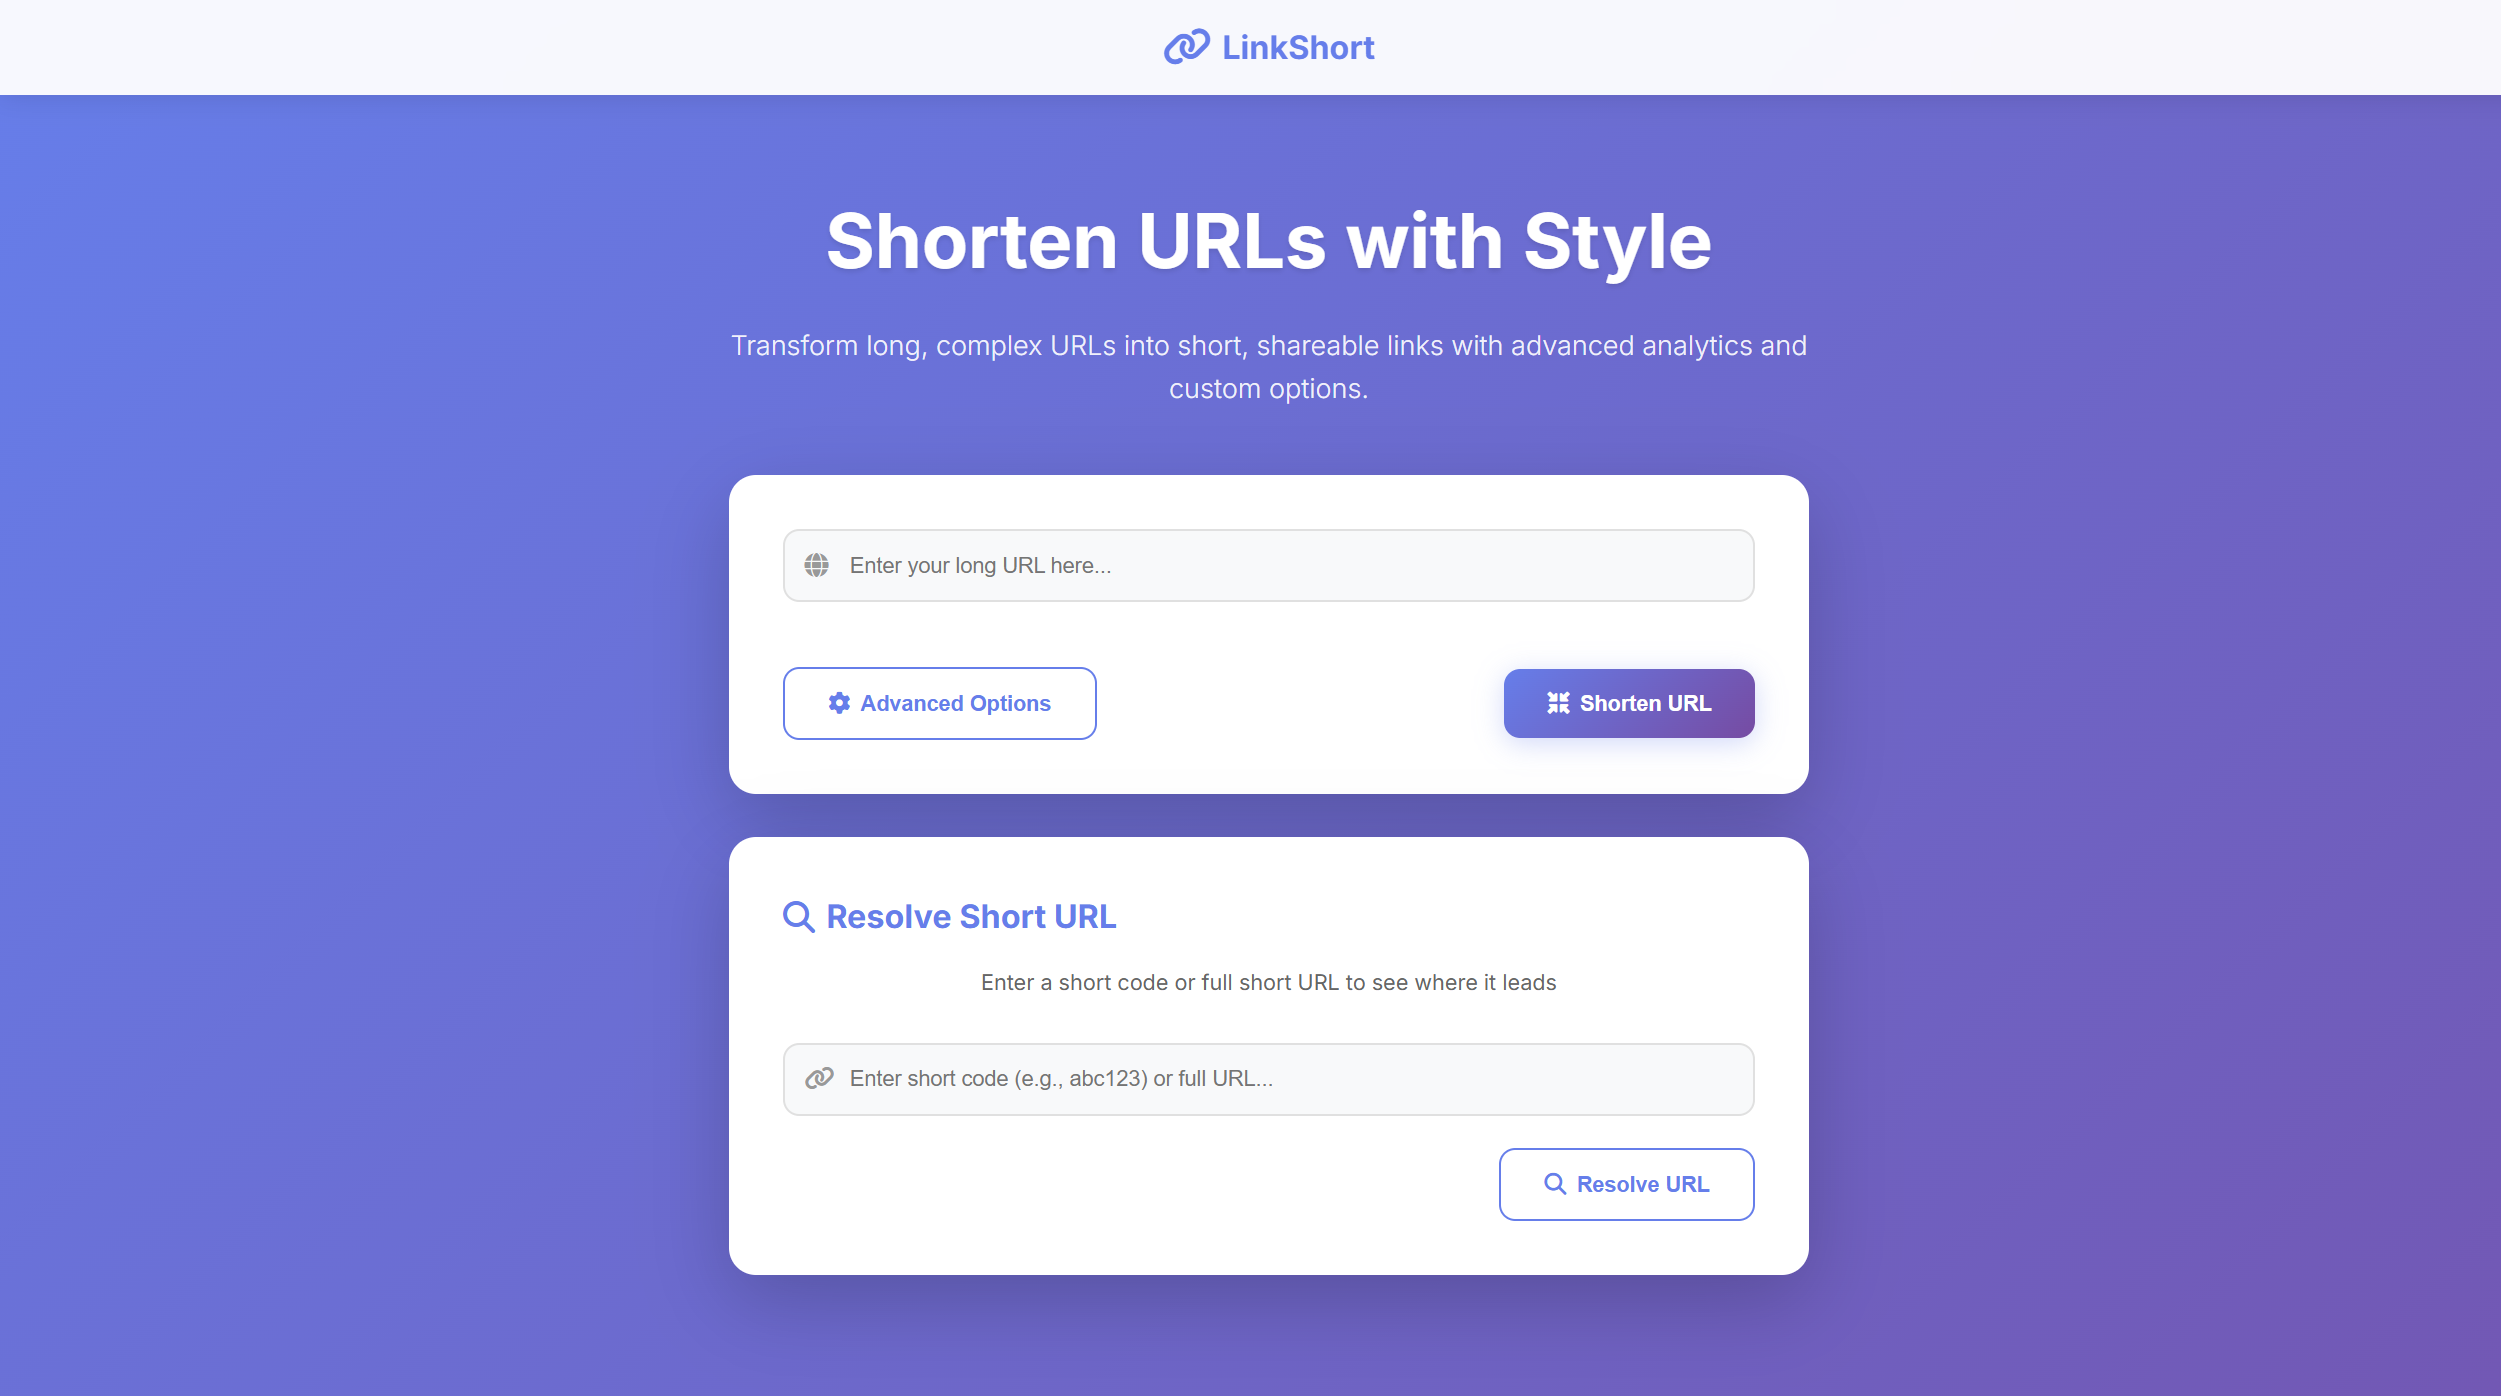 LinkShort
Shorten URLs with Style
Transform long, complex URLs into short, shareable links with advanced analytics and
custom options.
Enter your long URL here...
Advanced Options
Shorten URL
Resolve Short URL
Enter a short code or full short URL to see where it leads
Enter short code (e.g., abc123) or full URL...
Resolve URL